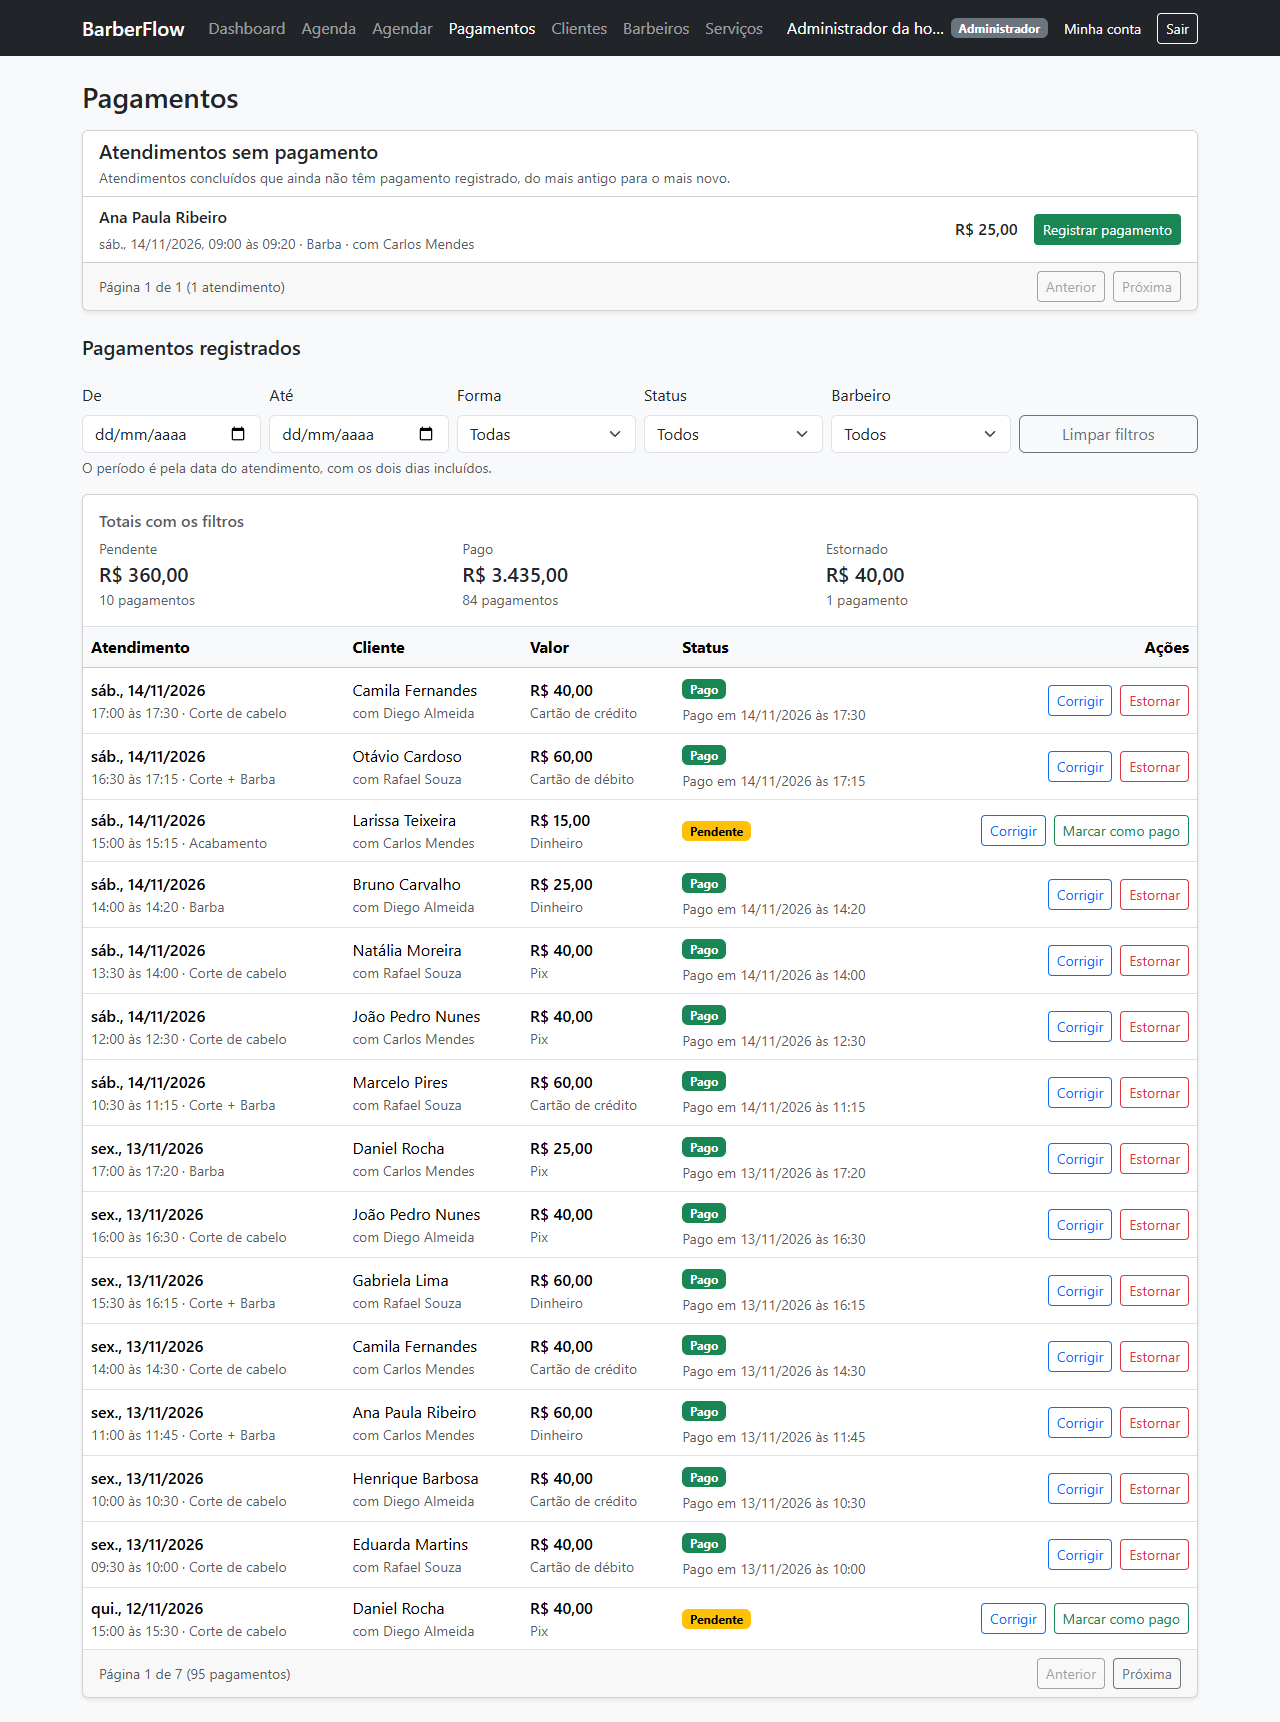 BarberFlow Dashboard Agenda Agendar Pagamentos Clientes Barbeiros Serviços Administrador da ho... Administrador Minha conta Sair
Pagamentos
Atendimentos sem pagamento
Atendimentos concluídos que ainda não têm pagamento registrado, do mais antigo para o mais novo.
Ana Paula Ribeiro
sáb., 14/11/2026, 09:00 às 09:20 · Barba · com Carlos Mendes
R$ 25,00 Registrar pagamento
Página 1 de 1 (1 atendimento) Anterior Próxima
Pagamentos registrados
De Até Forma Status Barbeiro
dd/mm/aaaa dd/mm/aaaa Todas Todos Todos Limpar filtros
O período é pela data do atendimento, com os dois dias incluídos.
Totais com os filtros
Pendente Pago Estornado
R$ 360,00 R$ 3.435,00 R$ 40,00
10 pagamentos 84 pagamentos 1 pagamento
Atendimento Cliente Valor Status Ações
sáb., 14/11/2026 Camila Fernandes R$ 40,00 Pago Corrigir Estornar
17:00 às 17:30 · Corte de cabelo com Diego Almeida Cartão de crédito Pago em 14/11/2026 às 17:30
sáb., 14/11/2026 Otávio Cardoso R$ 60,00 Pago Corrigir Estornar
16:30 às 17:15 · Corte + Barba com Rafael Souza Cartão de débito Pago em 14/11/2026 às 17:15
sáb., 14/11/2026 Larissa Teixeira R$ 15,00 Pendente Corrigir Marcar como pago
15:00 às 15:15 · Acabamento com Carlos Mendes Dinheiro
sáb., 14/11/2026 Bruno Carvalho R$ 25,00 Pago Corrigir Estornar
14:00 às 14:20 · Barba com Diego Almeida Dinheiro Pago em 14/11/2026 às 14:20
sáb., 14/11/2026 Natália Moreira R$ 40,00 Pago Corrigir Estornar
13:30 às 14:00 · Corte de cabelo com Rafael Souza Pix Pago em 14/11/2026 às 14:00
sáb., 14/11/2026 João Pedro Nunes R$ 40,00 Pago Corrigir Estornar
12:00 às 12:30 · Corte de cabelo com Carlos Mendes Pix Pago em 14/11/2026 às 12:30
sáb., 14/11/2026 Marcelo Pires R$ 60,00 Pago Corrigir Estornar
10:30 às 11:15 · Corte + Barba com Rafael Souza Cartão de crédito Pago em 14/11/2026 às 11:15
sex., 13/11/2026 Daniel Rocha R$ 25,00 Pago Corrigir Estornar
17:00 às 17:20 · Barba com Carlos Mendes Pix Pago em 13/11/2026 às 17:20
sex., 13/11/2026 João Pedro Nunes R$ 40,00 Pago Corrigir Estornar
16:00 às 16:30 · Corte de cabelo com Diego Almeida Pix Pago em 13/11/2026 às 16:30
sex., 13/11/2026 Gabriela Lima R$ 60,00 Pago Corrigir Estornar
15:30 às 16:15 · Corte + Barba com Rafael Souza Dinheiro Pago em 13/11/2026 às 16:15
sex., 13/11/2026 Camila Fernandes R$ 40,00 Pago Corrigir Estornar
14:00 às 14:30 · Corte de cabelo com Carlos Mendes Cartão de crédito Pago em 13/11/2026 às 14:30
sex., 13/11/2026 Ana Paula Ribeiro R$ 60,00 Pago Corrigir Estornar
11:00 às 11:45 · Corte + Barba com Carlos Mendes Dinheiro Pago em 13/11/2026 às 11:45
sex., 13/11/2026 Henrique Barbosa R$ 40,00 Pago Corrigir Estornar
10:00 às 10:30 · Corte de cabelo com Diego Almeida Cartão de crédito Pago em 13/11/2026 às 10:30
sex., 13/11/2026 Eduarda Martins R$ 40,00 Pago Corrigir Estornar
09:30 às 10:00 · Corte de cabelo com Rafael Souza Cartão de débito Pago em 13/11/2026 às 10:00
qui., 12/11/2026 Daniel Rocha R$ 40,00 Pendente Corrigir Marcar como pago
15:00 às 15:30 · Corte de cabelo com Diego Almeida Pix
Página 1 de 7 (95 pagamentos) Anterior Próxima